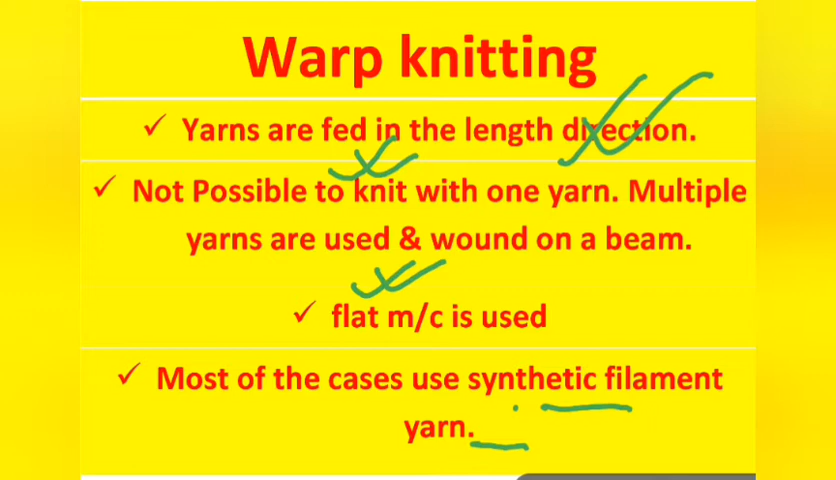 Warp knitting
✓ Yarns are fed in the length direction.
✓ Not Possible to knit with one yarn. Multiple
yarns are used & wound on a beam.
✓ flat m/c is used
✓ Most of the cases use synthetic filament
yarn.